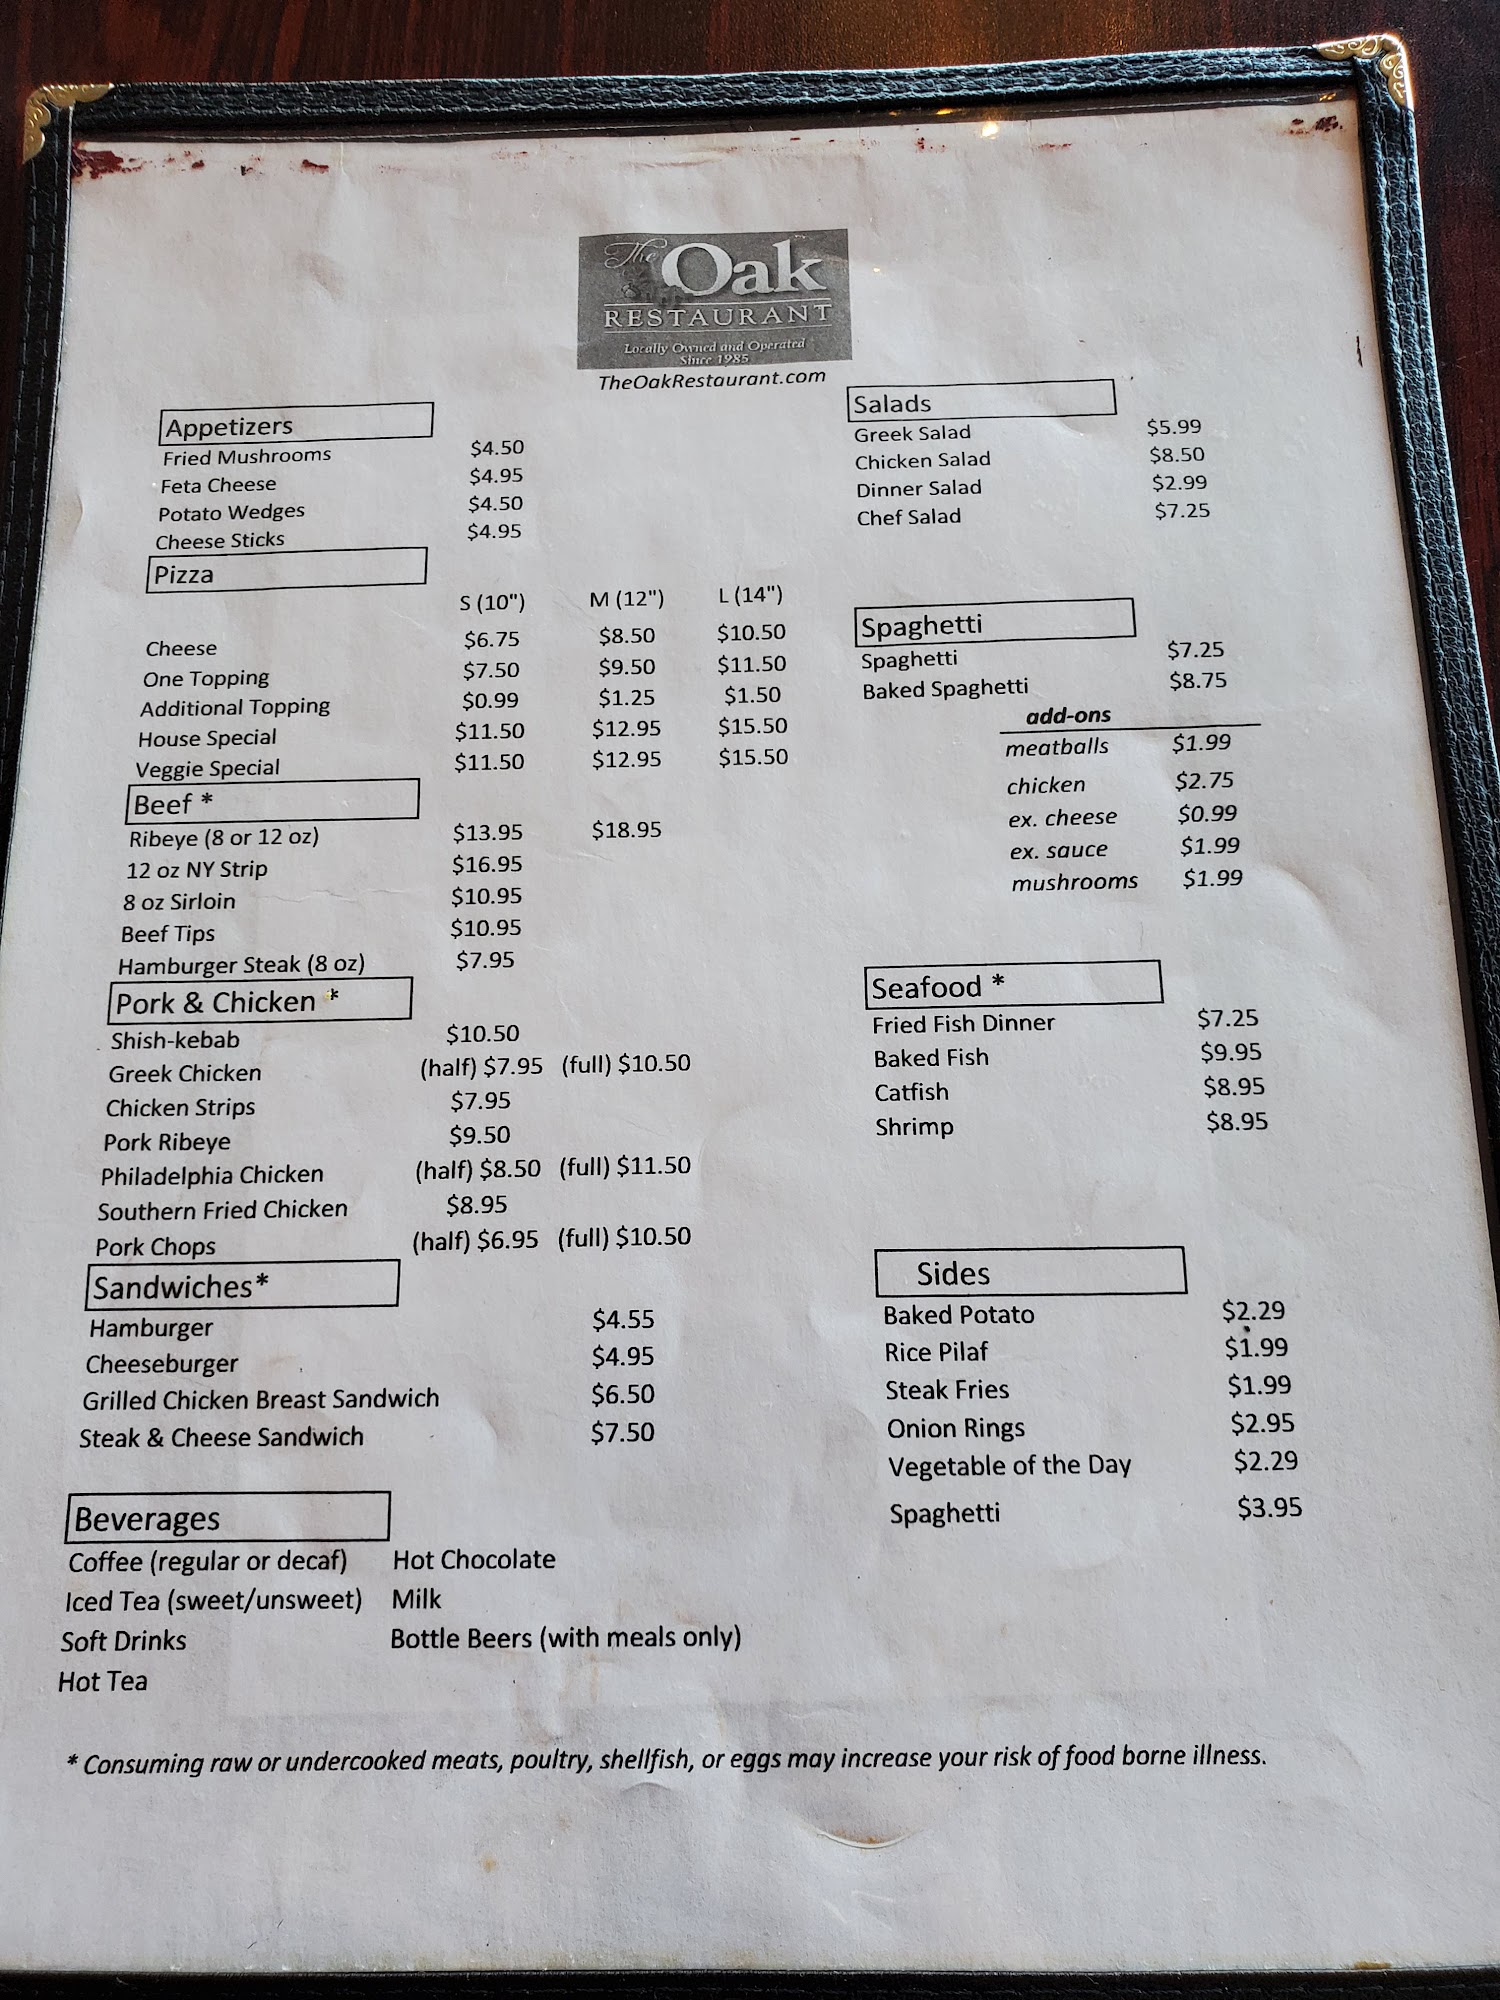 The Oak
RESTAURANT
Locally Owned and Operated
Since 1985
TheOakRestaurant.com
Appetizers
Fried Mushrooms $4.50
Feta Cheese $4.95
Potato Wedges $4.50
Cheese Sticks $4.95
Pizza
S (10") M (12") L (14")
Cheese $6.75 $8.50 $10.50
One Topping $7.50 $9.50 $11.50
Additional Topping $0.99 $1.25 $1.50
House Special $11.50 $12.95 $15.50
Veggie Special $11.50 $12.95 $15.50
Beef *
Ribeye (8 or 12 oz) $13.95 $18.95
12 oz NY Strip $16.95
8 oz Sirloin $10.95
Beef Tips $10.95
Hamburger Steak (8 oz) $7.95
Pork & Chicken *
Shish-kebab $10.50
Greek Chicken (half) $7.95 (full) $10.50
Chicken Strips $7.95
Pork Ribeye $9.50
Philadelphia Chicken (half) $8.50 (full) $11.50
Southern Fried Chicken $8.95
Pork Chops (half) $6.95 (full) $10.50
Sandwiches*
Hamburger $4.55
Cheeseburger $4.95
Grilled Chicken Breast Sandwich $6.50
Steak & Cheese Sandwich $7.50
Beverages
Coffee (regular or decaf) Hot Chocolate
Iced Tea (sweet/unsweet) Milk
Soft Drinks Bottle Beers (with meals only)
Hot Tea
Salads
Greek Salad $5.99
Chicken Salad $8.50
Dinner Salad $2.99
Chef Salad $7.25
Spaghetti
Spaghetti $7.25
Baked Spaghetti $8.75
add-ons
meatballs $1.99
chicken $2.75
ex. cheese $0.99
ex. sauce $1.99
mushrooms $1.99
Seafood *
Fried Fish Dinner $7.25
Baked Fish $9.95
Catfish $8.95
Shrimp $8.95
Sides
Baked Potato $2.29
Rice Pilaf $1.99
Steak Fries $1.99
Onion Rings $2.95
Vegetable of the Day $2.29
Spaghetti $3.95
* Consuming raw or undercooked meats, poultry, shellfish, or eggs may increase your risk of food borne illness.